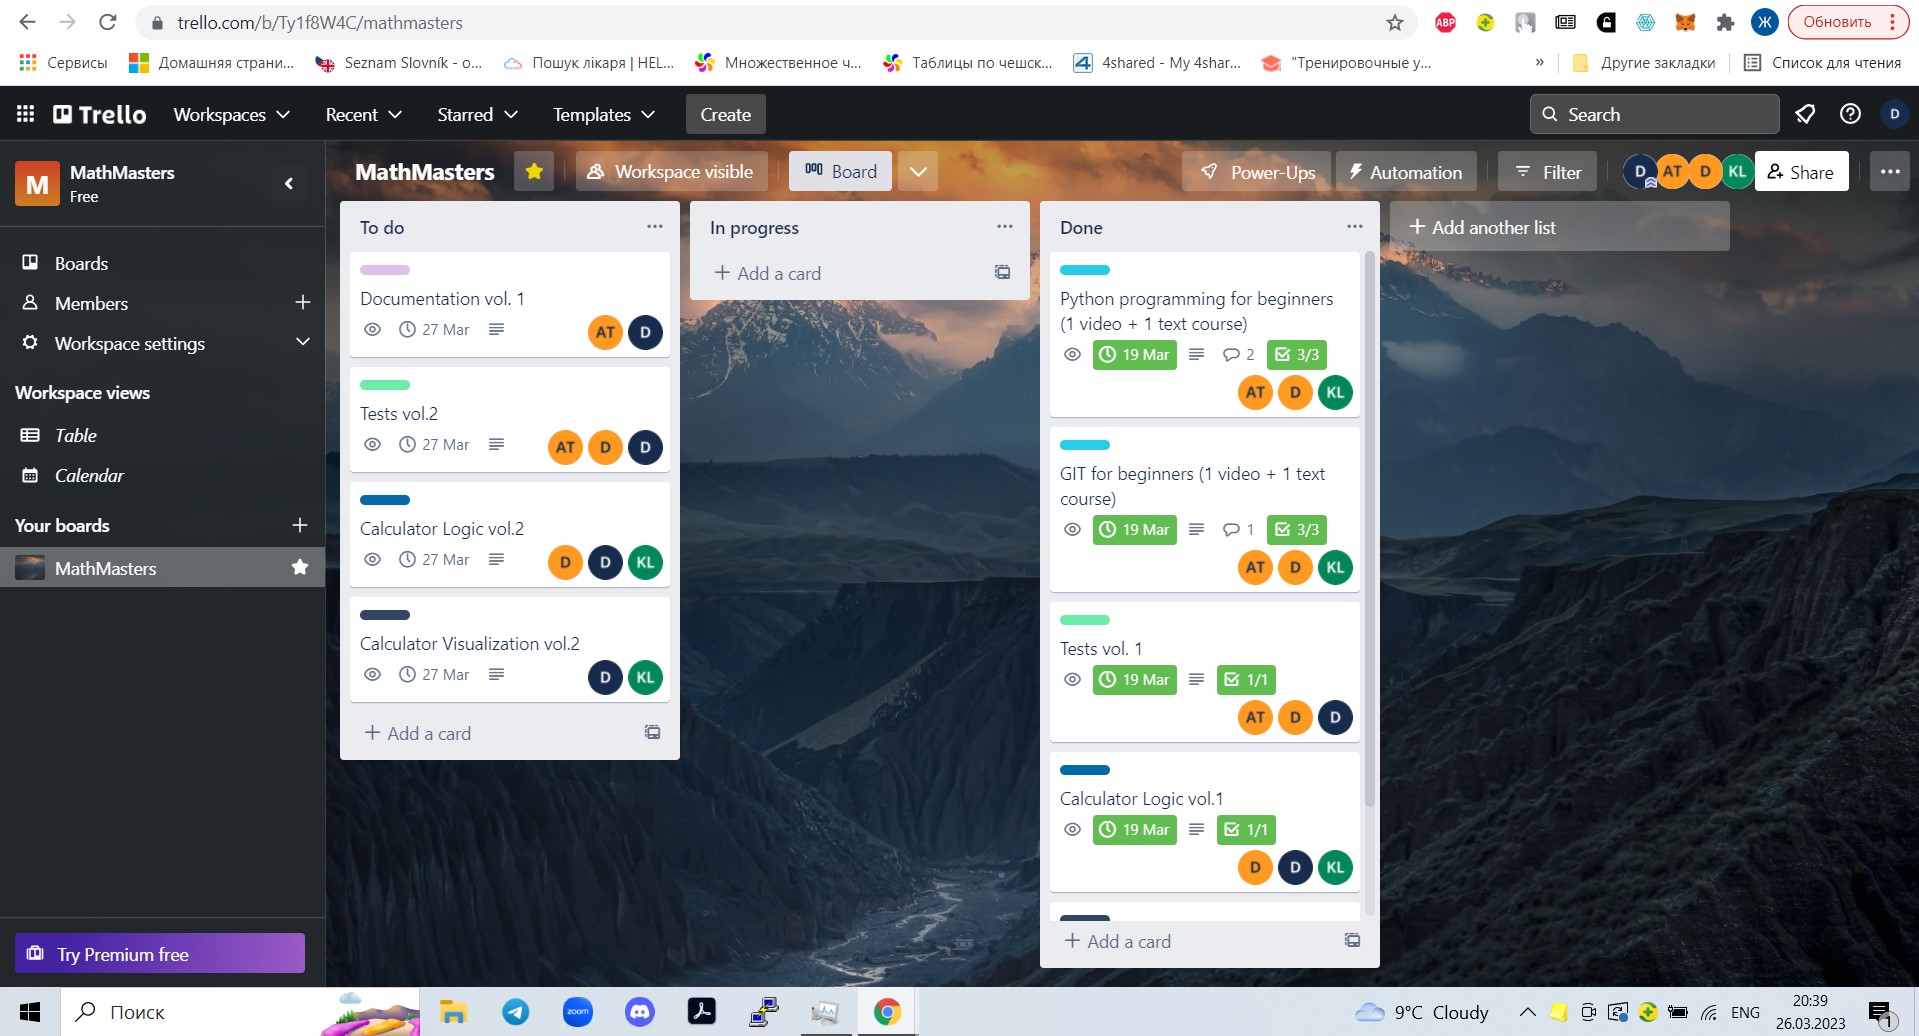 trello.com/b/Ty1f8W4C/mathmasters
ABP
Ж
Обновить
Сервисы
Домашняя страни...
Seznam Slovník - o...
Пошук лікаря | HEL...
Множественное ч...
Таблицы по чешск...
4shared - My 4shar...
"Тренировочные у...
»
Другие закладки
Список для чтения
Trello
Workspaces
Recent
Starred
Templates
Create
Search
D
M
MathMasters
Free
Boards
Members
Workspace settings
Workspace views
Table
Calendar
Your boards
MathMasters
Try Premium free
MathMasters
Workspace visible
Board
Power-Ups
Automation
Filter
D AT D KL
Share
To do
Documentation vol. 1
27 Mar
AT D
Tests vol.2
27 Mar
AT D D
Calculator Logic vol.2
27 Mar
D D KL
Calculator Visualization vol.2
27 Mar
D KL
+ Add a card
In progress
+ Add a card
Done
Python programming for beginners
(1 video + 1 text course)
19 Mar 2 3/3
AT D KL
GIT for beginners (1 video + 1 text
course)
19 Mar 1 3/3
AT D KL
Tests vol. 1
19 Mar 1/1
AT D D
Calculator Logic vol.1
19 Mar 1/1
D D KL
+ Add a card
+ Add another list
Поиск
zoom
9°C Cloudy
ENG
20:39
26.03.2023
1